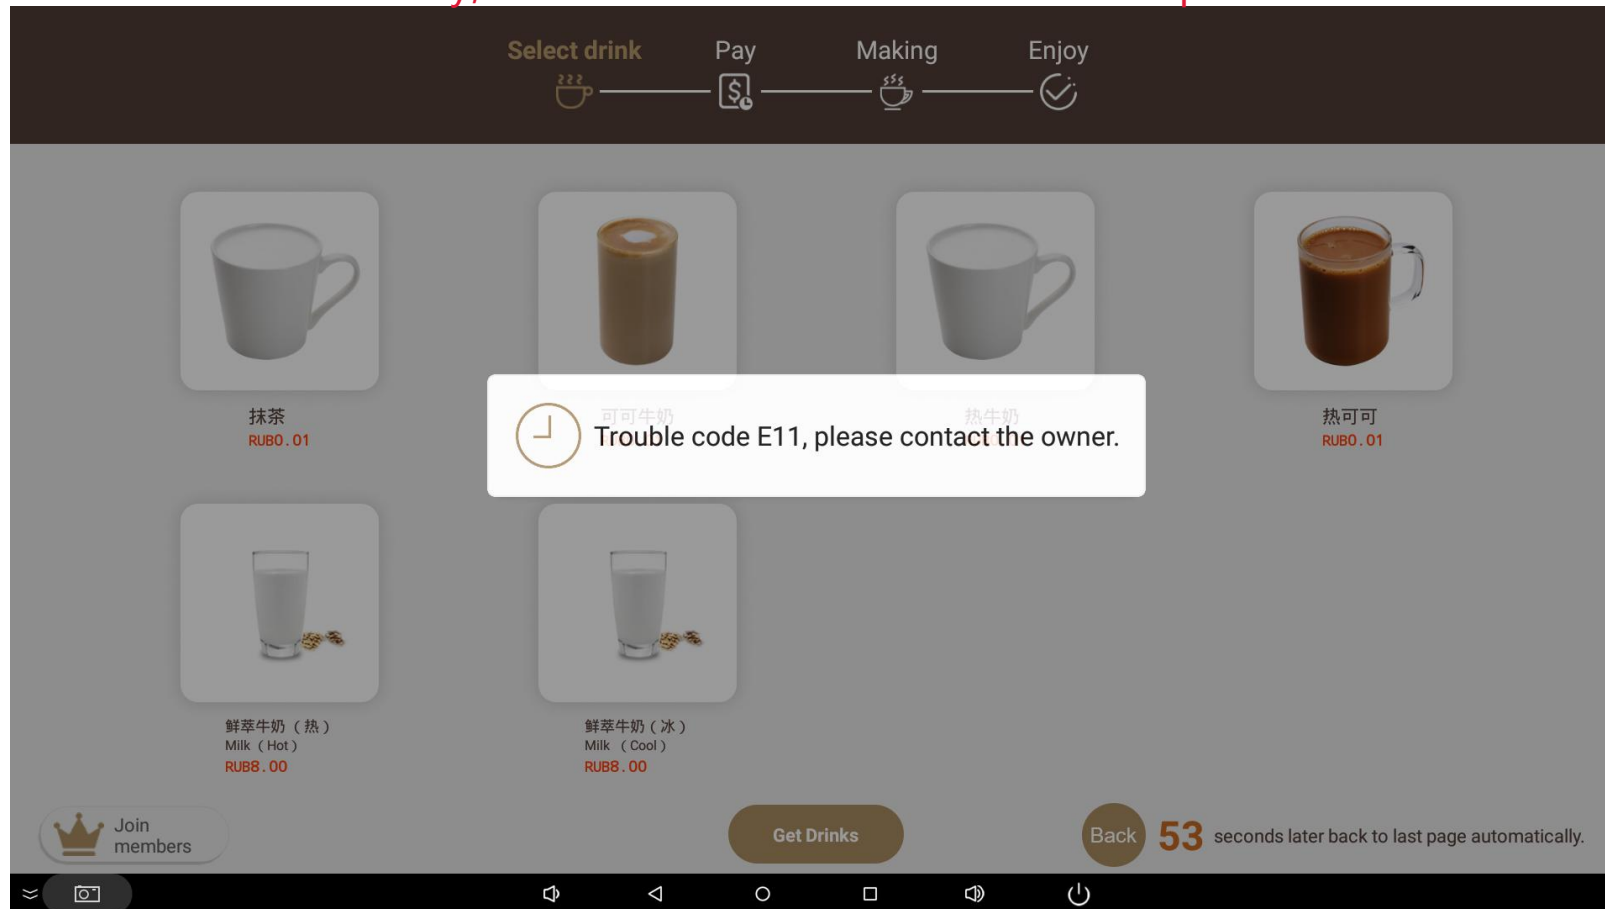 Select drink
Pay
Making
Enjoy
抹茶
RUB0.01
可可牛奶
热牛奶
热可可
RUB0.01
Trouble code E11, please contact the owner.
鲜萃牛奶（热）
Milk （Hot）
RUB8.00
鲜萃牛奶（冰）
Milk （Cool）
RUB8.00
Join
members
Get Drinks
Back
53 seconds later back to last page automatically.